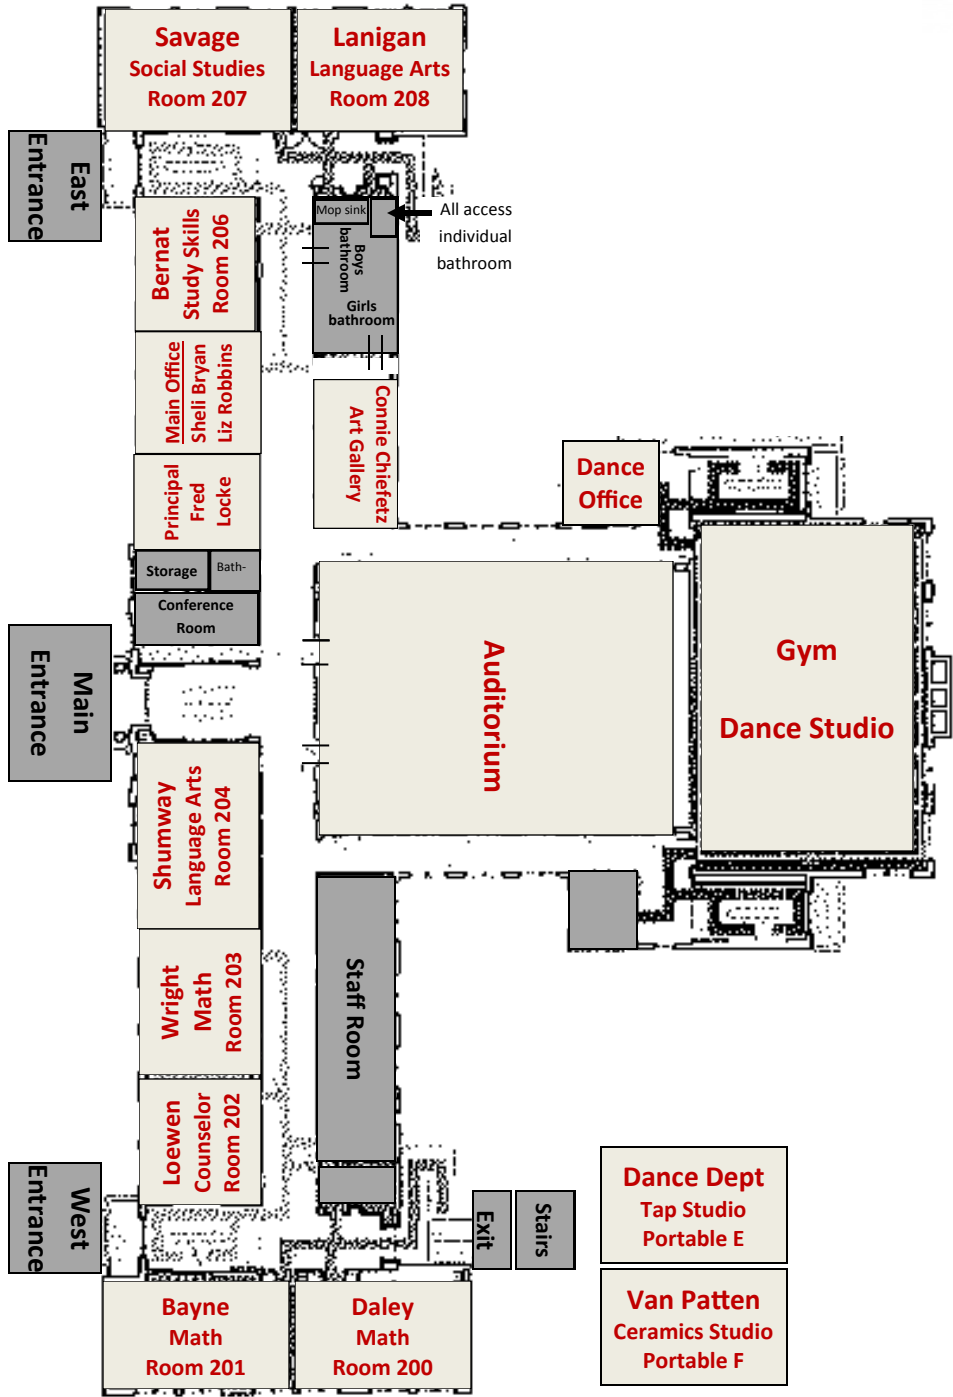 Savage
Social Studies
Room 207
Lanigan
Language Arts
Room 208
East
Entrance
Mop sink
All access
individual
bathroom
Boys
bathroom
Girls
bathroom
Bernat
Study Skills
Room 206
Main Office
Sheli Bryan
Liz Robbins
Connie Chiefetz
Art Gallery
Principal
Fred
Locke
Dance
Office
Storage
Bath-
Conference
Room
Main
Entrance
Auditorium
Gym
Dance Studio
Shumway
Language Arts
Room 204
Wright
Math
Room 203
Staff Room
Loewen
Counselor
Room 202
West
Entrance
Exit
Stairs
Dance Dept
Tap Studio
Portable E
Bayne
Math
Room 201
Daley
Math
Room 200
Van Patten
Ceramics Studio
Portable F